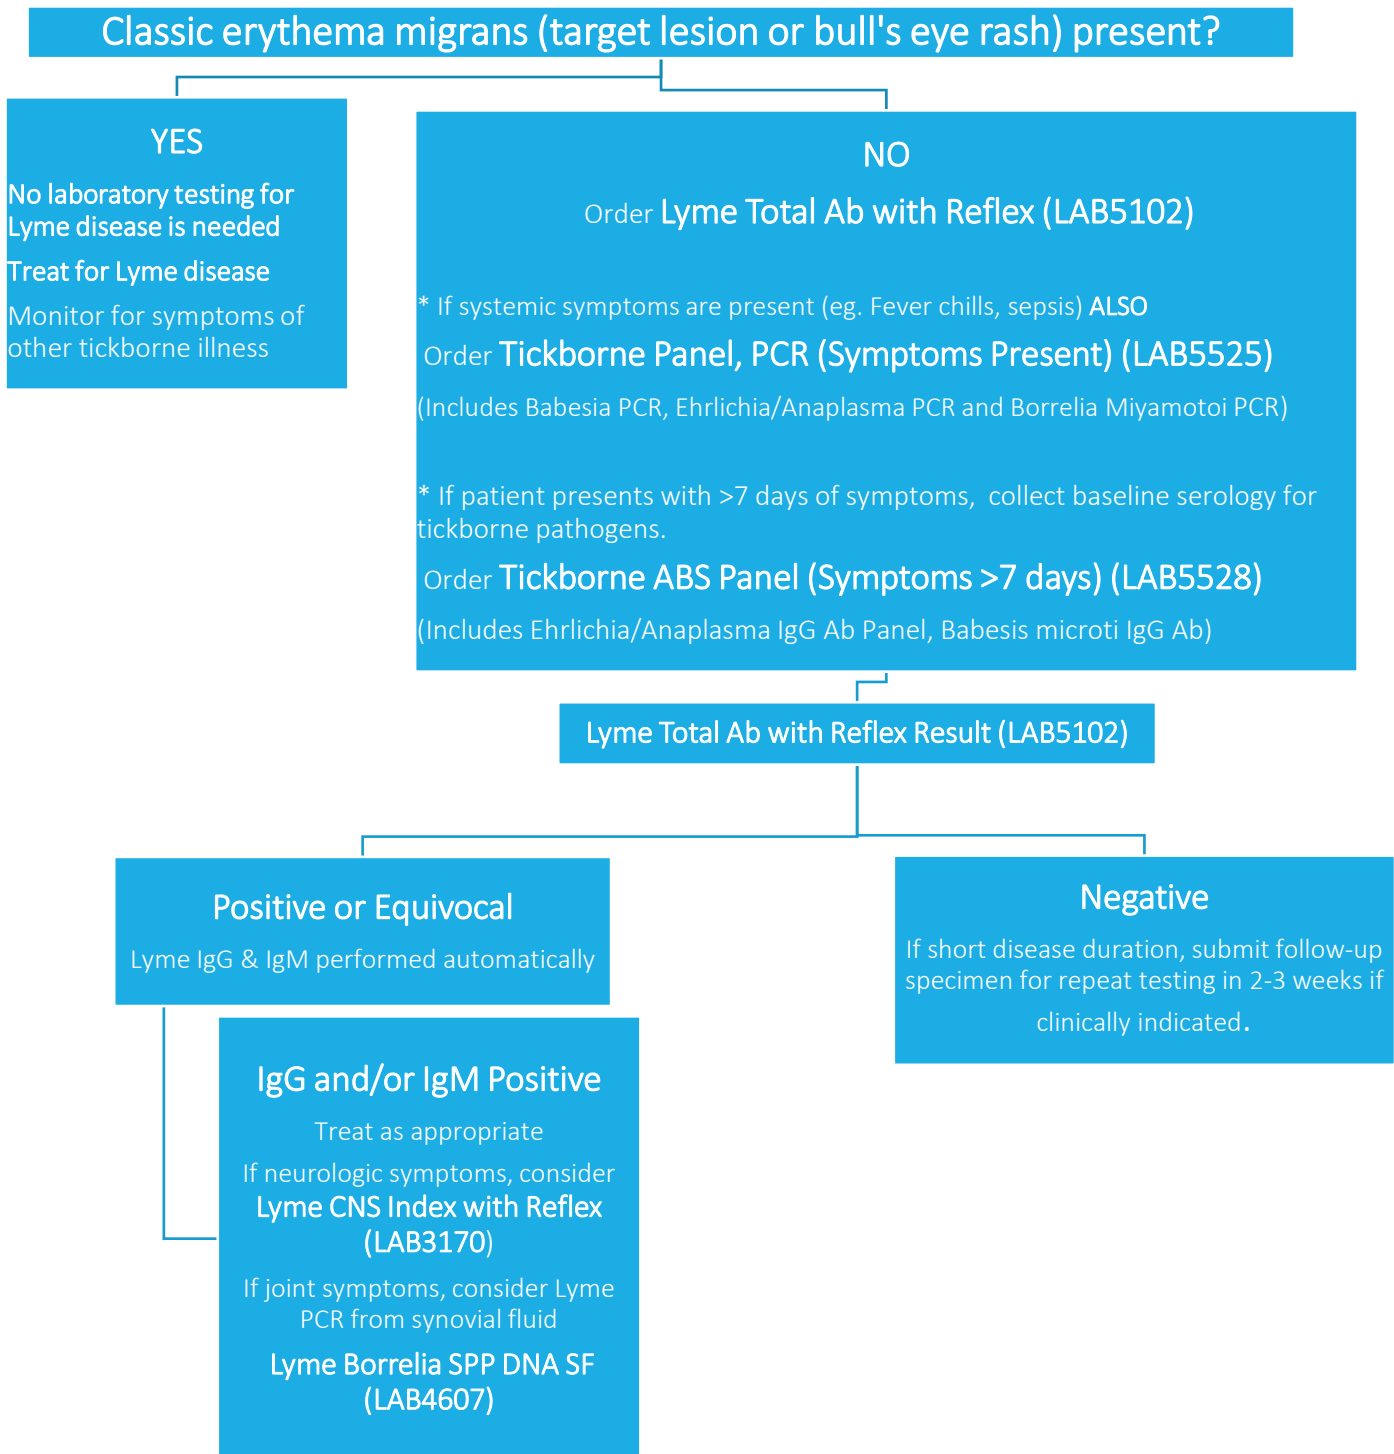 Classic erythema migrans (target lesion or bull's eye rash) present?
YES
No laboratory testing for
Lyme disease is needed
Treat for Lyme disease
Monitor for symptoms of
other tickborne illness
NO
Order Lyme Total Ab with Reflex (LAB5102)
* If systemic symptoms are present (eg. Fever chills, sepsis) ALSO
Order Tickborne Panel, PCR (Symptoms Present) (LAB5525)
(Includes Babesia PCR, Ehrlichia/Anaplasma PCR and Borrelia Miyamotoi PCR)
* If patient presents with >7 days of symptoms, collect baseline serology for
tickborne pathogens.
Order Tickborne ABS Panel (Symptoms >7 days) (LAB5528)
(Includes Ehrlichia/Anaplasma IgG Ab Panel, Babesis microti IgG Ab)
Lyme Total Ab with Reflex Result (LAB5102)
Positive or Equivocal
Lyme IgG & IgM performed automatically
IgG and/or IgM Positive
Treat as appropriate
If neurologic symptoms, consider
Lyme CNS Index with Reflex
(LAB3170)
If joint symptoms, consider Lyme
PCR from synovial fluid
Lyme Borrelia SPP DNA SF
(LAB4607)
Negative
If short disease duration, submit follow-up
specimen for repeat testing in 2-3 weeks if
clinically indicated.